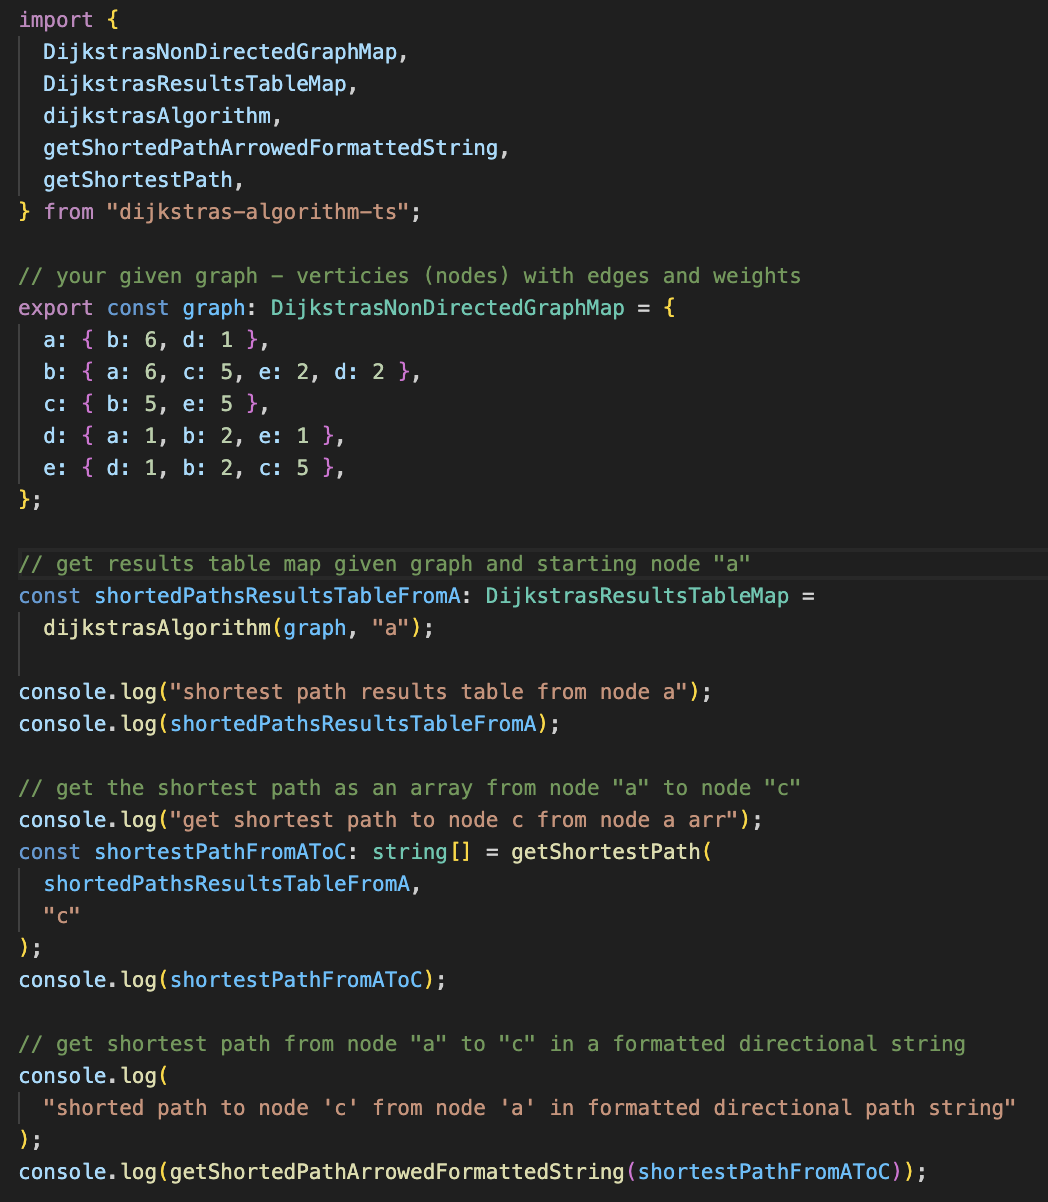 import {
  DijkstrasNonDirectedGraphMap,
  DijkstrasResultsTableMap,
  dijkstrasAlgorithm,
  getShortedPathArrowedFormattedString,
  getShortestPath,
} from "dijkstras-algorithm-ts";

// your given graph - verticies (nodes) with edges and weights
export const graph: DijkstrasNonDirectedGraphMap = {
  a: { b: 6, d: 1 },
  b: { a: 6, c: 5, e: 2, d: 2 },
  c: { b: 5, e: 5 },
  d: { a: 1, b: 2, e: 1 },
  e: { d: 1, b: 2, c: 5 },
};

// get results table map given graph and starting node "a"
const shortedPathsResultsTableFromA: DijkstrasResultsTableMap =
  dijkstrasAlgorithm(graph, "a");

console.log("shortest path results table from node a");
console.log(shortedPathsResultsTableFromA);

// get the shortest path as an array from node "a" to node "c"
console.log("get shortest path to node c from node a arr");
const shortestPathFromAToC: string[] = getShortestPath(
  shortedPathsResultsTableFromA,
  "c"
);
console.log(shortestPathFromAToC);

// get shortest path from node "a" to "c" in a formatted directional string
console.log(
  "shorted path to node 'c' from node 'a' in formatted directional path string"
);
console.log(getShortedPathArrowedFormattedString(shortestPathFromAToC));